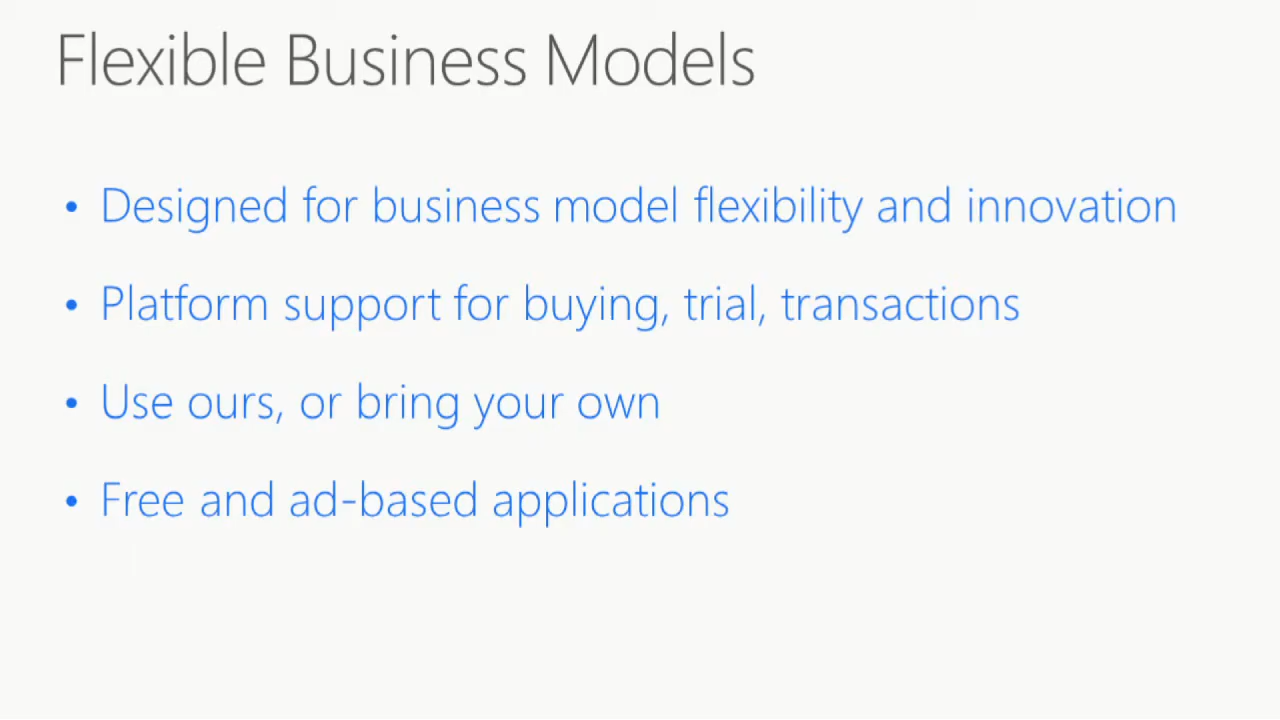 Flexible Business Models
• Designed for business model flexibility and innovation
• Platform support for buying, trial, transactions
• Use ours, or bring your own
• Free and ad-based applications